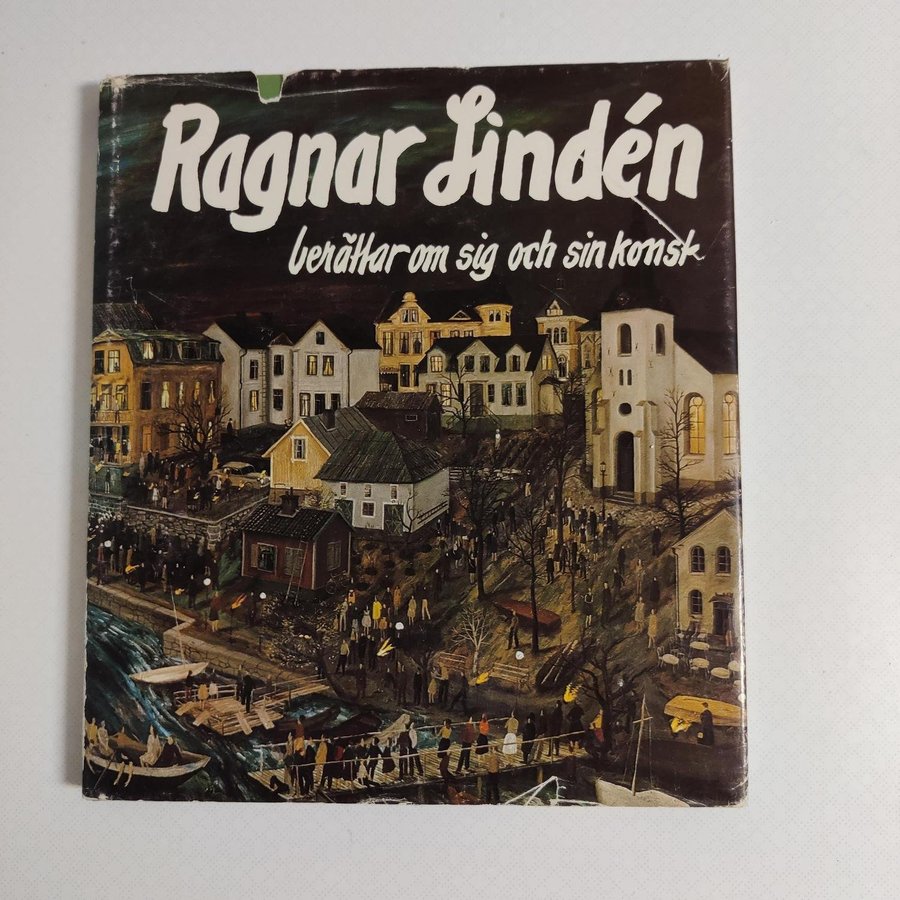 Ragnar Lindén
berättar om sig och sin konst